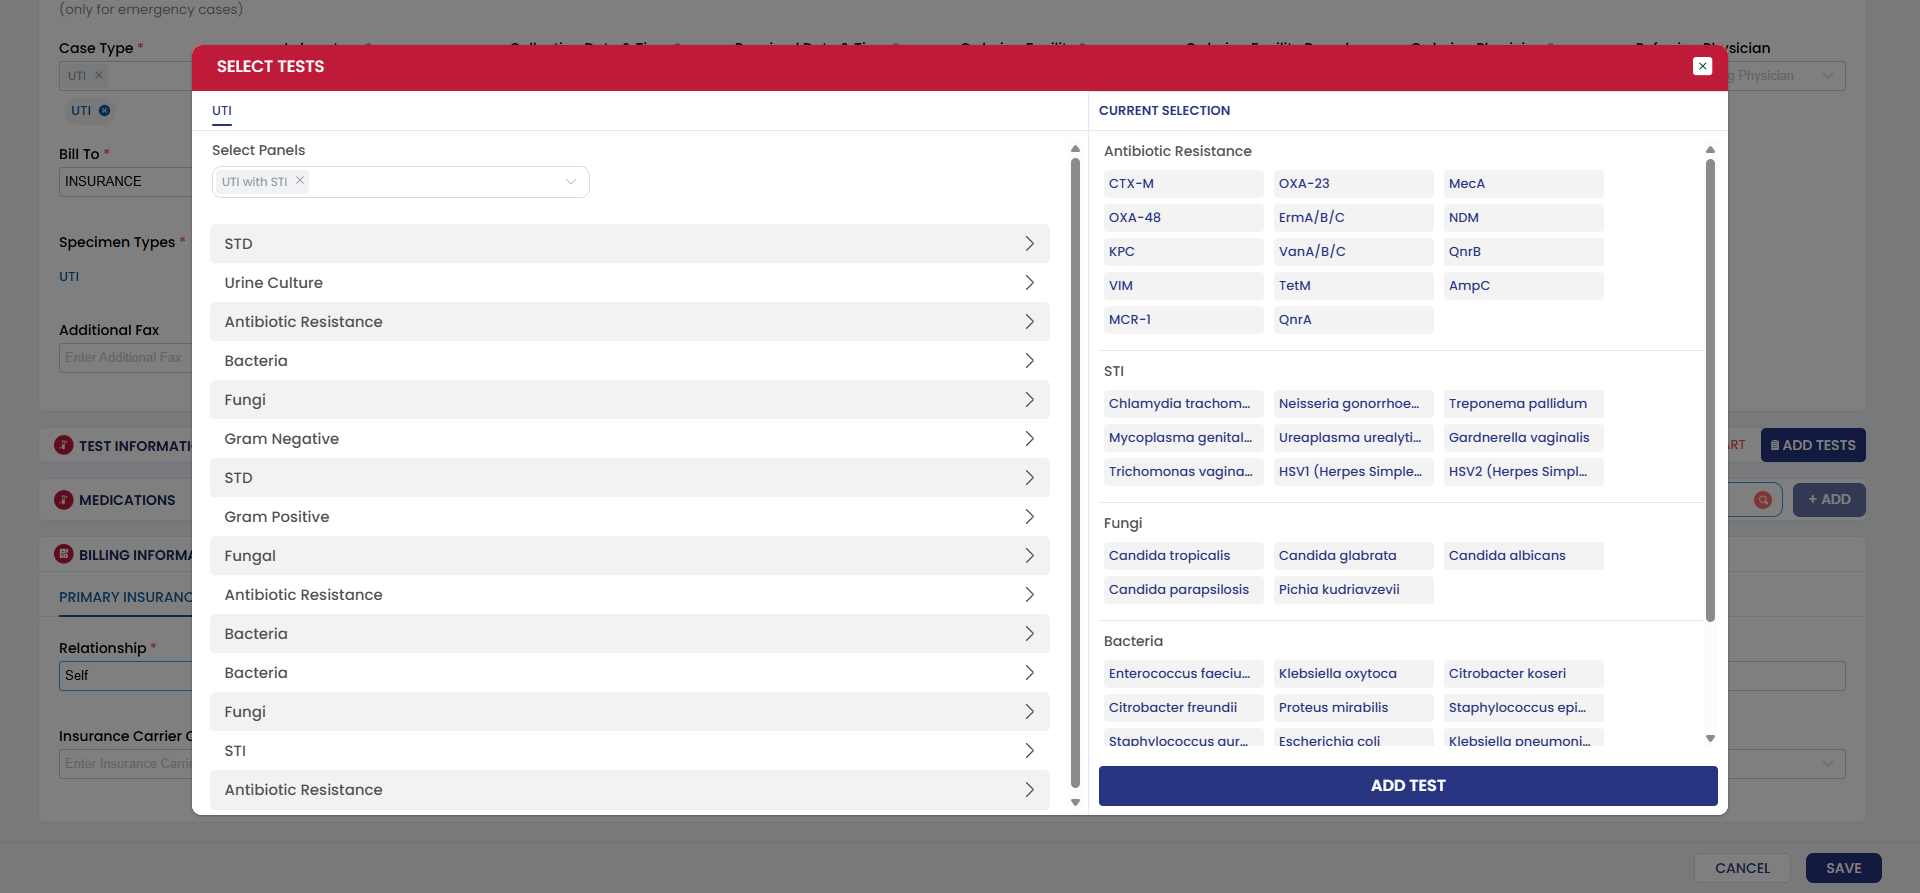 (only for emergency cases)
Case Type *
UTI
UTI
Bill To *
INSURANCE
Specimen Types *
UTI
Additional Fax
Enter Additional Fax
TEST INFORMATI
MEDICATIONS
BILLING INFORMA
PRIMARY INSURANC
Relationship *
Self
Insurance Carrier C
Enter Insurance Carrie
SELECT TESTS
UTI
Select Panels
UTI with STI
STD
Urine Culture
Antibiotic Resistance
Bacteria
Fungi
Gram Negative
STD
Gram Positive
Fungal
Antibiotic Resistance
Bacteria
Bacteria
Fungi
STI
Antibiotic Resistance
CURRENT SELECTION
Antibiotic Resistance
CTX-M OXA-23 MecA
OXA-48 ErmA/B/C NDM
KPC VanA/B/C QnrB
VIM TetM AmpC
MCR-1 QnrA
STI
Chlamydia trachom... Neisseria gonorrhoe... Treponema pallidum
Mycoplasma genital... Ureaplasma urealyti... Gardnerella vaginalis
Trichomonas vagina... HSV1 (Herpes Simple... HSV2 (Herpes Simpl...
Fungi
Candida tropicalis Candida glabrata Candida albicans
Candida parapsilosis Pichia kudriavzevii
Bacteria
Enterococcus faeciu... Klebsiella oxytoca Citrobacter koseri
Citrobacter freundii Proteus mirabilis Staphylococcus epi...
Staphylococcus aur... Escherichia coli Klebsiella pneumoni...
ADD TEST
ysician
g Physician
ART
ADD TESTS
+ ADD
CANCEL
SAVE